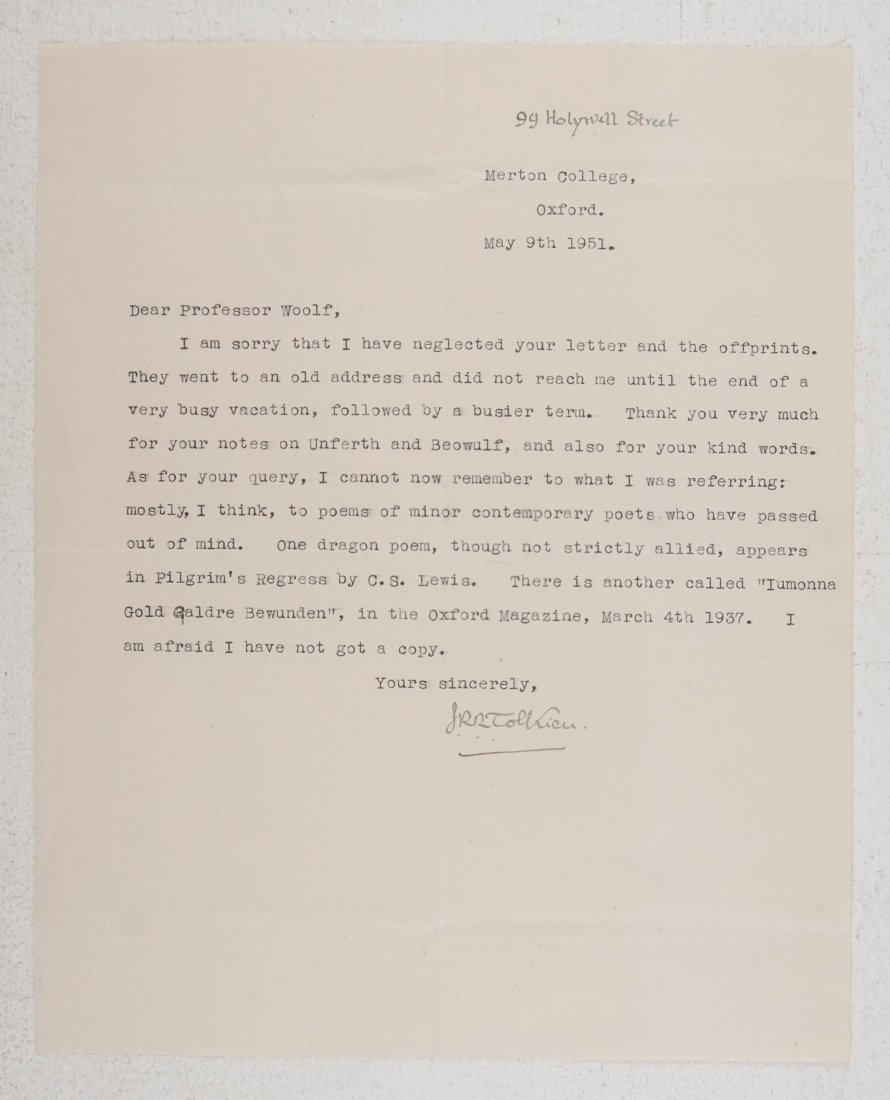 99 Holywell Street
Merton College,
Oxford.
May 9th 1951.
Dear Professor Woolf,
I am sorry that I have neglected your letter and the offprints.
They went to an old address and did not reach me until the end of a
very busy vacation, followed by a busier term. Thank you very much
for your notes on Unferth and Beowulf, and also for your kind words.
As for your query, I cannot now remember to what I was referring:
mostly, I think, to poems of minor contemporary poets who have passed
out of mind. One dragon poem, though not strictly allied, appears
in Pilgrim's Regress by C.S. Lewis. There is another called "Iumonna
Gold Galdre Bewunden", in the Oxford Magazine, March 4th 1937. I
am afraid I have not got a copy.
Yours sincerely,
JRRTolkien.